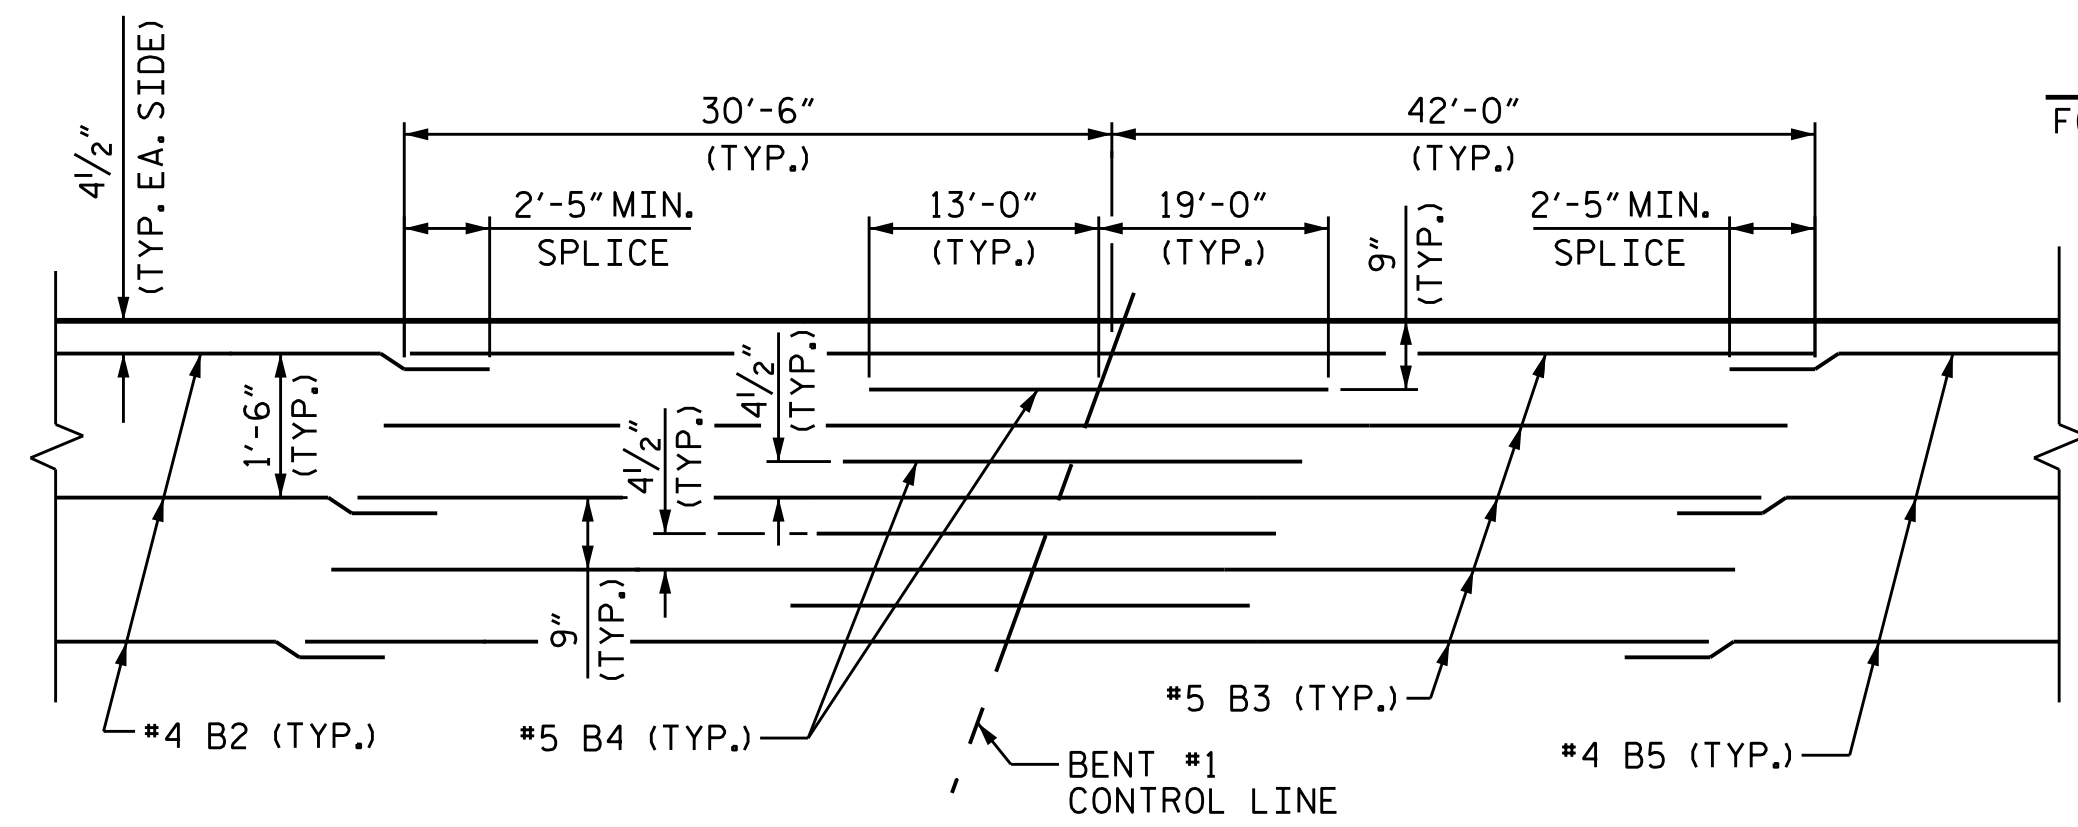 4½"
(TYP. EA. SIDE)
30'-6"
(TYP.)
42'-0"
(TYP.)
2'-5" MIN.
SPLICE
13'-0"
(TYP.)
19'-0"
(TYP.)
9"
(TYP.)
2'-5" MIN.
SPLICE
1'-6"
(TYP.)
4½"
(TYP.)
4½"
(TYP.)
9"
(TYP.)
#4 B2 (TYP.)
#5 B4 (TYP.)
#5 B3 (TYP.)
#4 B5 (TYP.)
BENT #1
CONTROL LINE